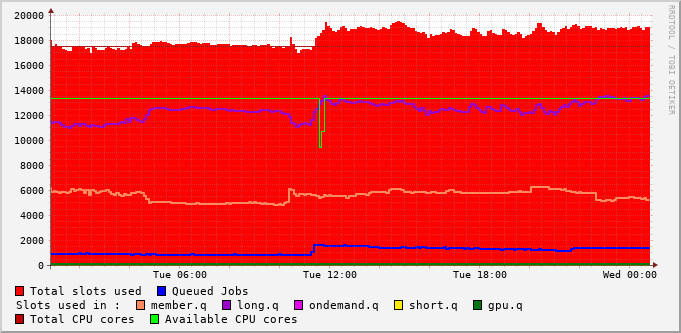 20000
18000
16000
14000
12000
10000
8000
6000
4000
2000
0
Tue 06:00 Tue 12:00 Tue 18:00 Wed 00:00
RRDTOOL / TOBI OETIKER
Total slots used Queued Jobs
Slots used in : member.q long.q ondemand.q short.q gpu.q
Total CPU cores Available CPU cores